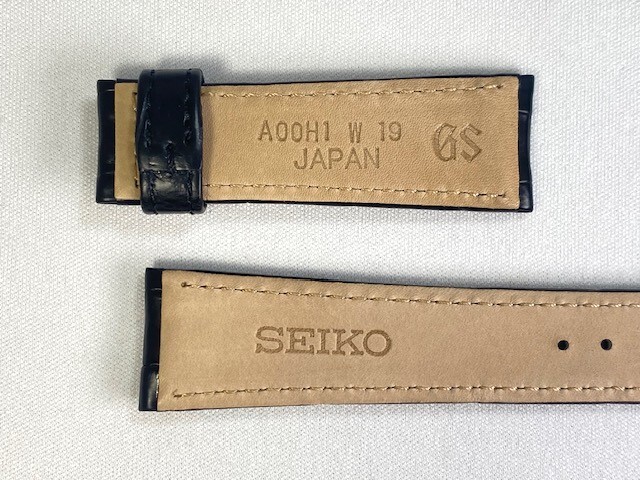 A00H1 W 19 GS
JAPAN
SEIKO